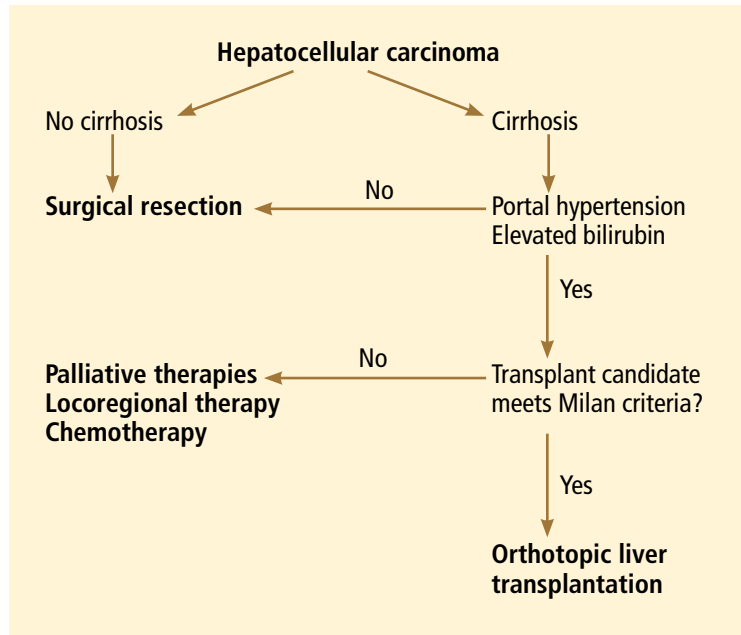 Hepatocellular carcinoma
No cirrhosis
Cirrhosis
Surgical resection
No
Portal hypertension
Elevated bilirubin
Yes
Palliative therapies
Locoregional therapy
Chemotherapy
No
Transplant candidate
meets Milan criteria?
Yes
Orthotopic liver
transplantation